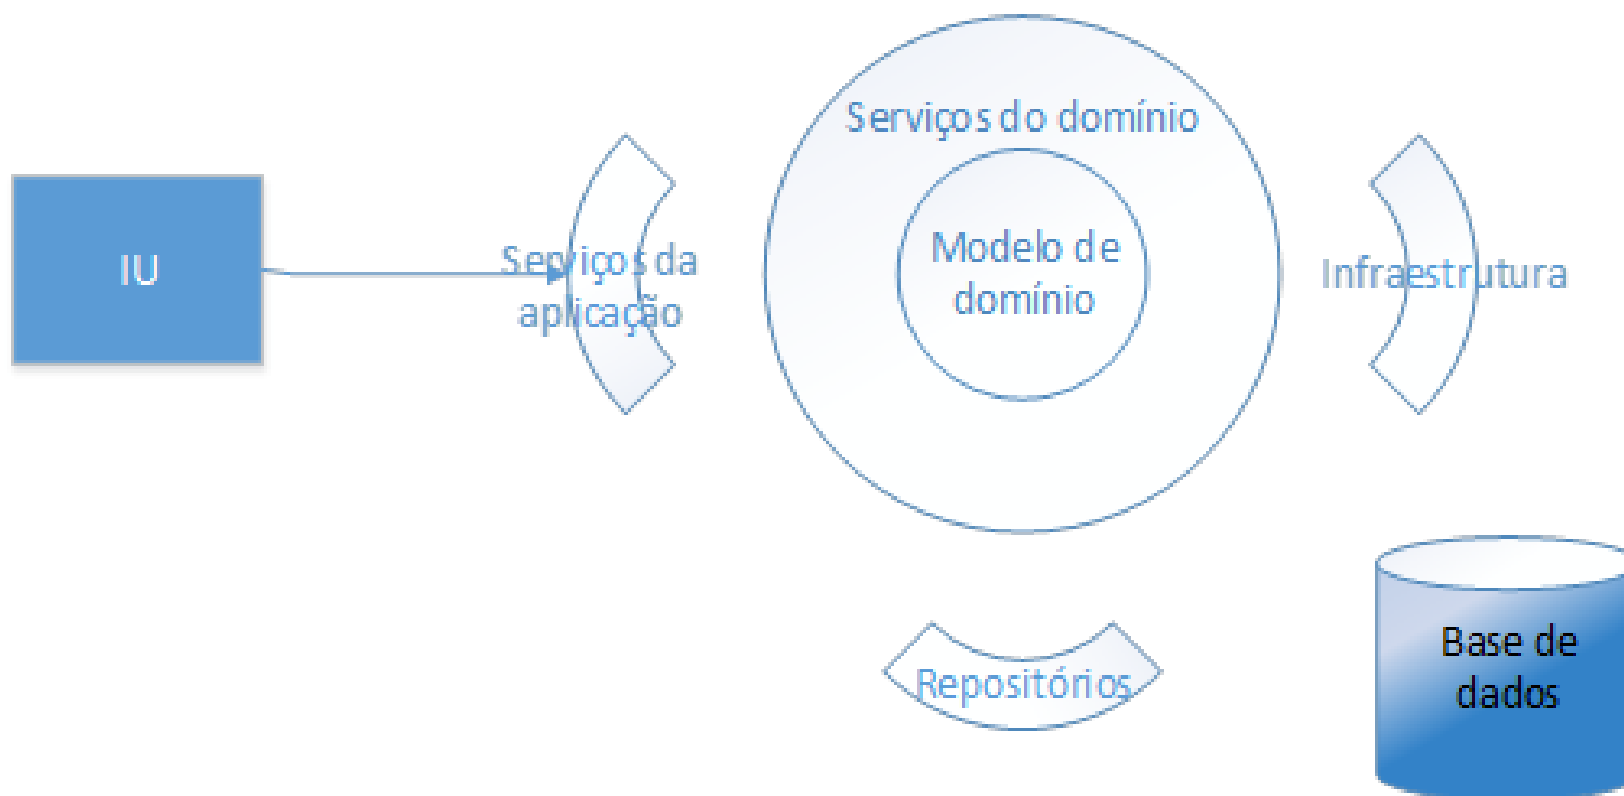 Serviços do domínio
IU
Serviços da
aplicação
Modelo de
domínio
Infraestrutura
Repositórios
Base de
dados